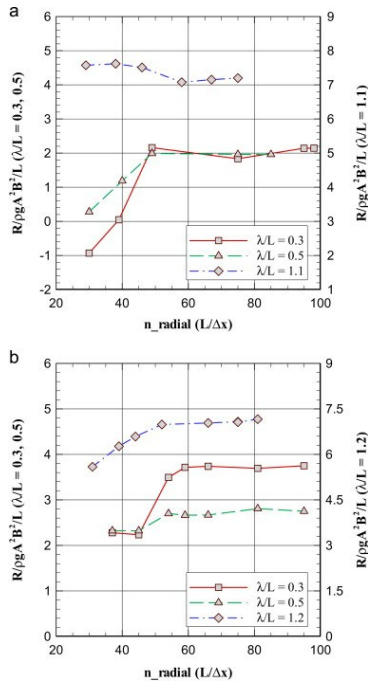 a
R/ρgA²B²/L (λ/L = 0.3, 0.5)
6
5
4
3
2
1
0
-1
-2
R/ρgA²B²/L (λ/L = 1.1)
9
8
7
6
5
4
3
2
1
λ/L = 0.3
λ/L = 0.5
λ/L = 1.1
20 40 60 80 100
n_radial (L/Δx)
b
R/ρgA²B²/L (λ/L = 0.3, 0.5)
6
5
4
3
2
1
0
R/ρgA²B²/L (λ/L = 1.2)
9
7.5
6
4.5
3
1.5
0
λ/L = 0.3
λ/L = 0.5
λ/L = 1.2
20 40 60 80 100
n_radial (L/Δx)